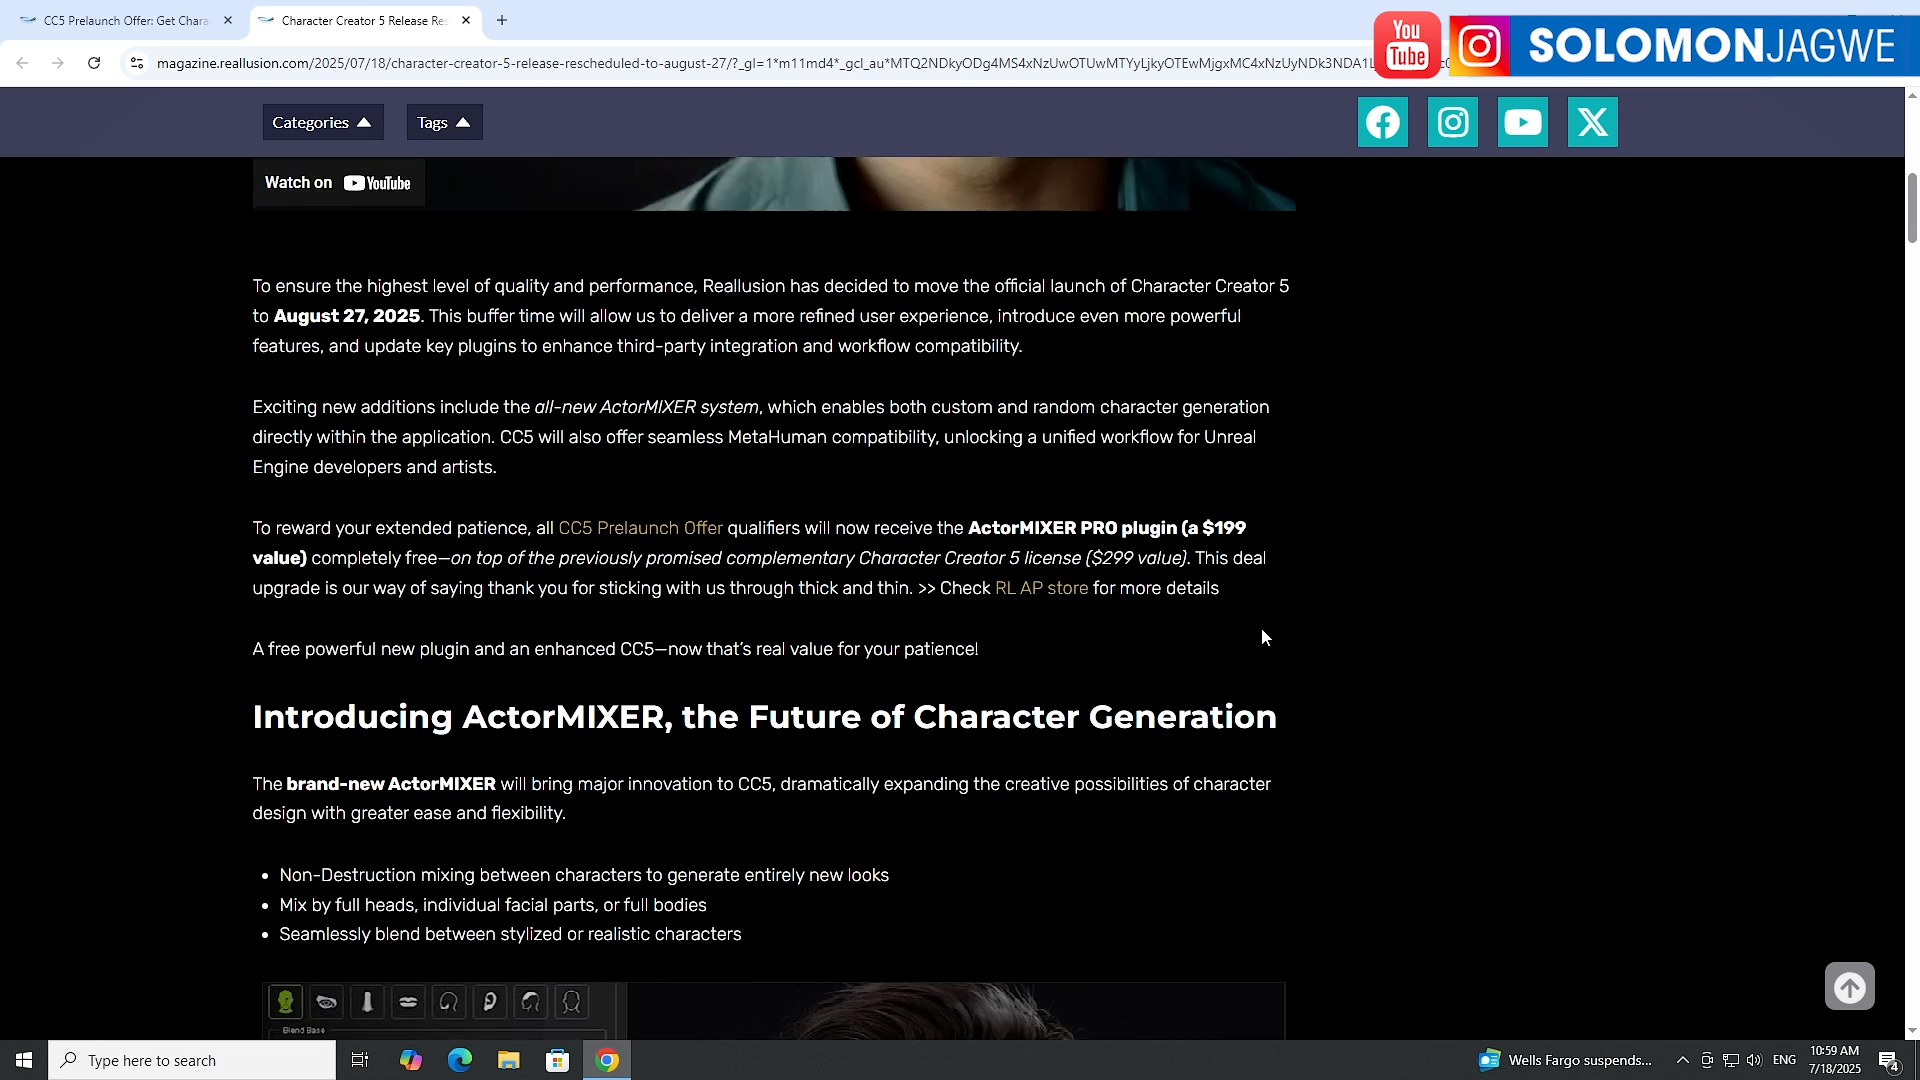 CC5 Prelaunch Offer: Get Chara
Character Creator 5 Release Res
You Tube
SOLOMONJAGWE
magazine.reallusion.com/2025/07/18/character-creator-5-release-rescheduled-to-august-27/?_gl=1*m11md4*_gcl_au*MTQ2NDkyODg4MS4xNzUwOTUwMTYyLjkyOTEwMjgxMC4xNzUyNDk3NDA1L
Categories
Tags
Watch on YouTube
To ensure the highest level of quality and performance, Reallusion has decided to move the official launch of Character Creator 5
to August 27, 2025. This buffer time will allow us to deliver a more refined user experience, introduce even more powerful
features, and update key plugins to enhance third-party integration and workflow compatibility.
Exciting new additions include the all-new ActorMIXER system, which enables both custom and random character generation
directly within the application. CC5 will also offer seamless MetaHuman compatibility, unlocking a unified workflow for Unreal
Engine developers and artists.
To reward your extended patience, all CC5 Prelaunch Offer qualifiers will now receive the ActorMIXER PRO plugin (a $199
value) completely free—on top of the previously promised complementary Character Creator 5 license ($299 value). This deal
upgrade is our way of saying thank you for sticking with us through thick and thin. >> Check RL AP store for more details
A free powerful new plugin and an enhanced CC5—now that's real value for your patience!
Introducing ActorMIXER, the Future of Character Generation
The brand-new ActorMIXER will bring major innovation to CC5, dramatically expanding the creative possibilities of character
design with greater ease and flexibility.
• Non-Destruction mixing between characters to generate entirely new looks
• Mix by full heads, individual facial parts, or full bodies
• Seamlessly blend between stylized or realistic characters
Blend Base
Type here to search
Wells Fargo suspends...
ENG
10:59 AM
7/18/2025
4